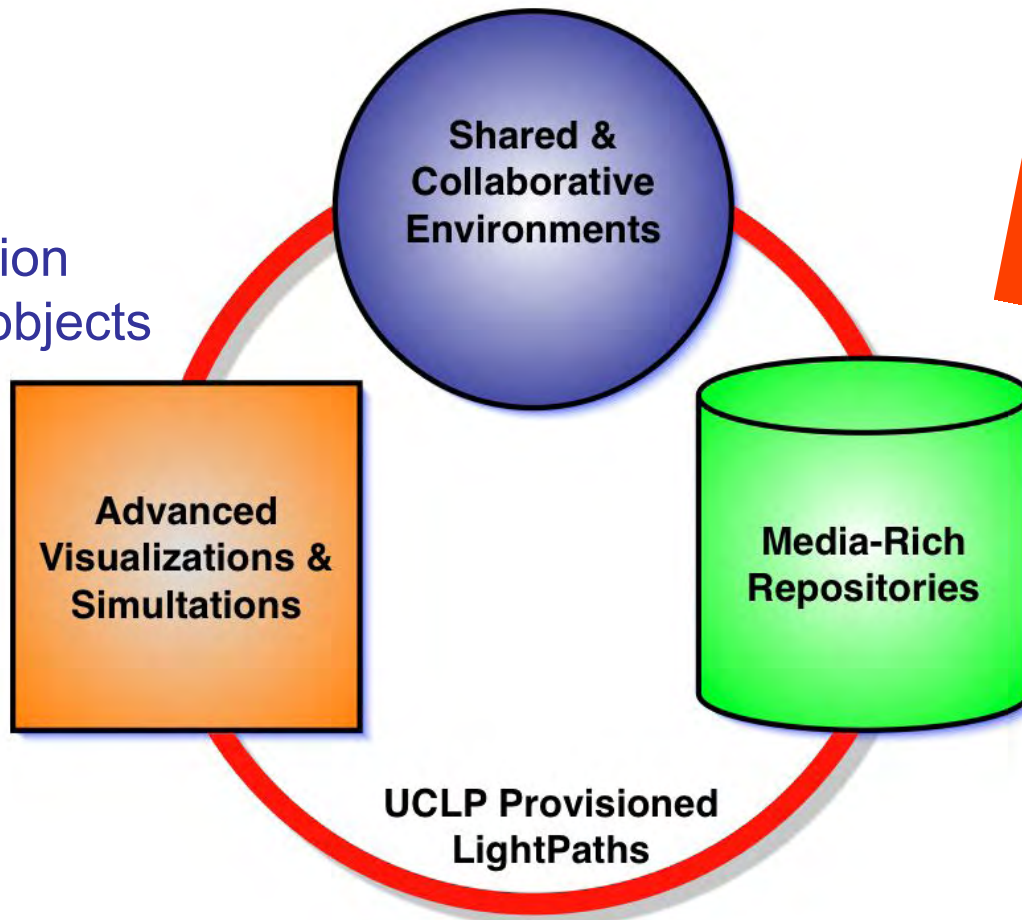 Shared &
Collaborative
Environments
ion
objects
Advanced
Visualizations &
Simultations
Media-Rich
Repositories
UCLP Provisioned
LightPaths